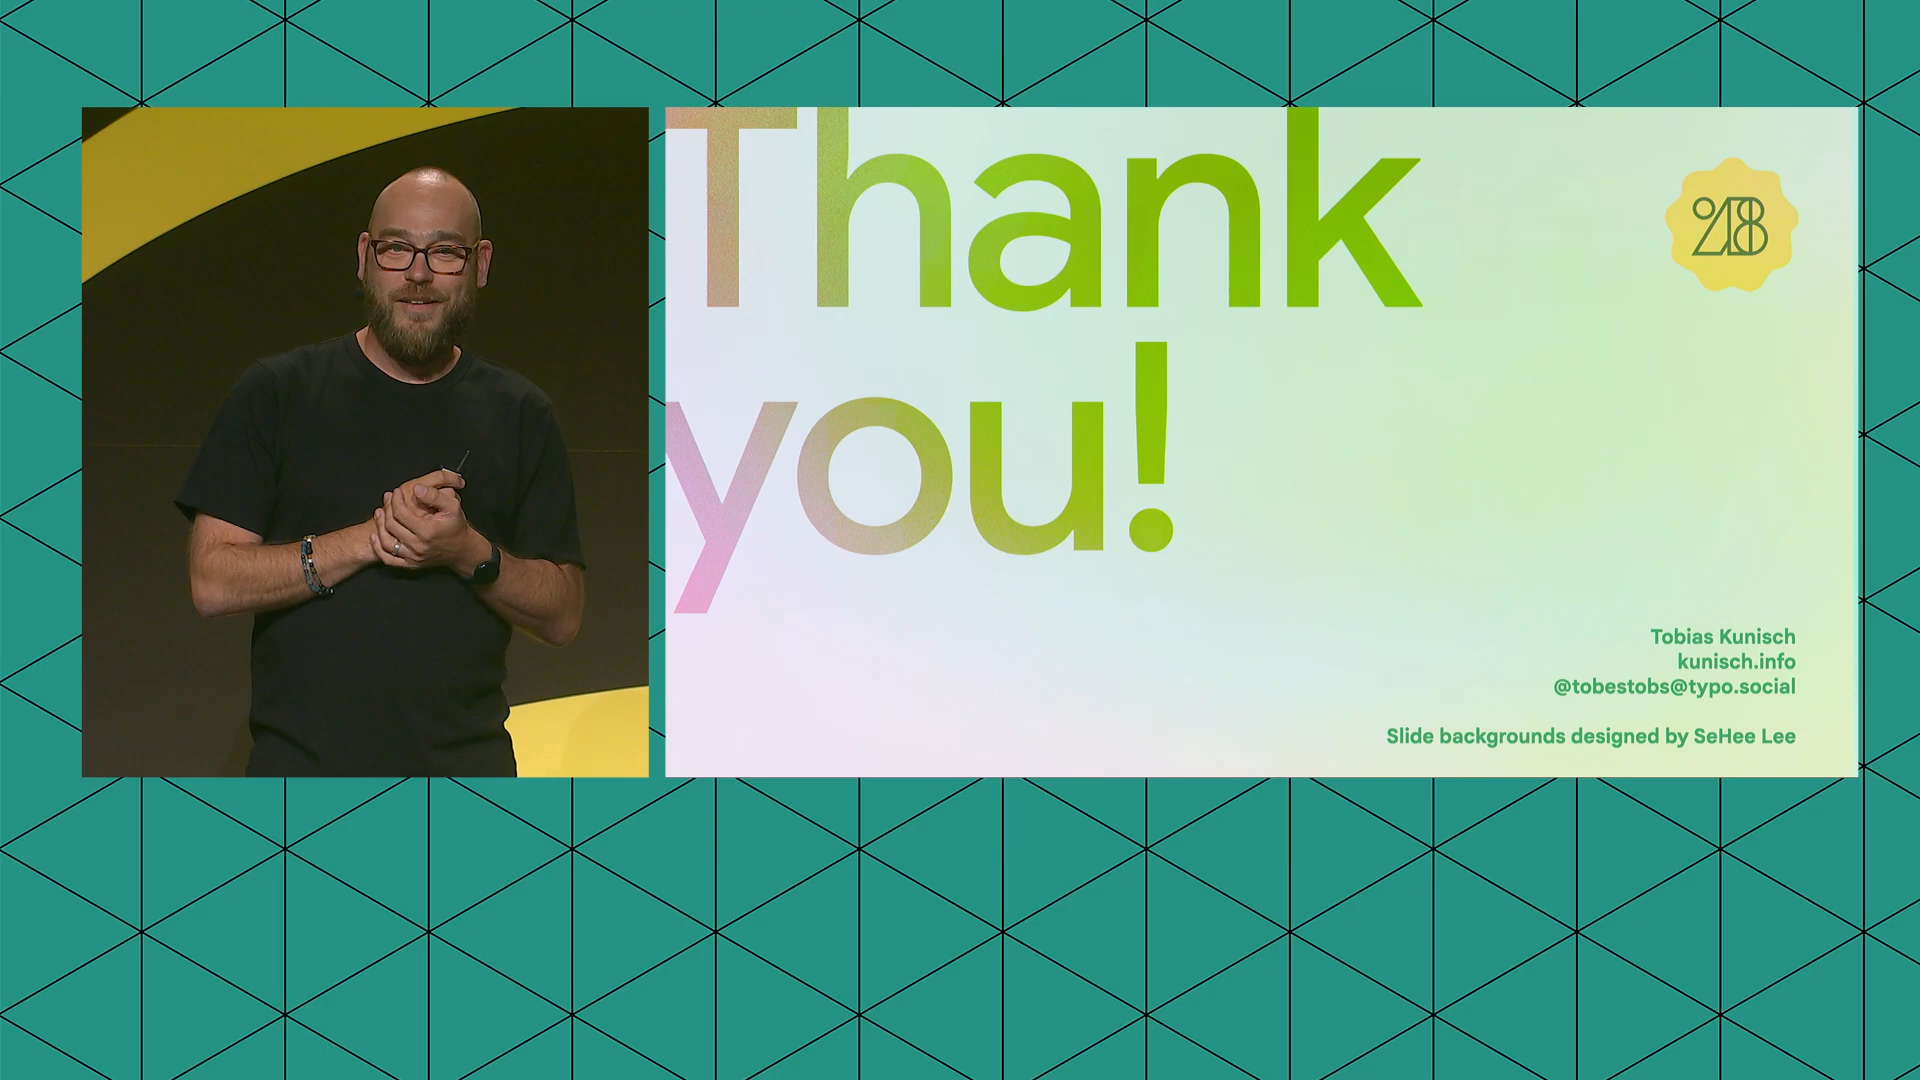 Thank
you!
Tobias Kunisch
kunisch.info
@tobestobs@typo.social
Slide backgrounds designed by SeHee Lee